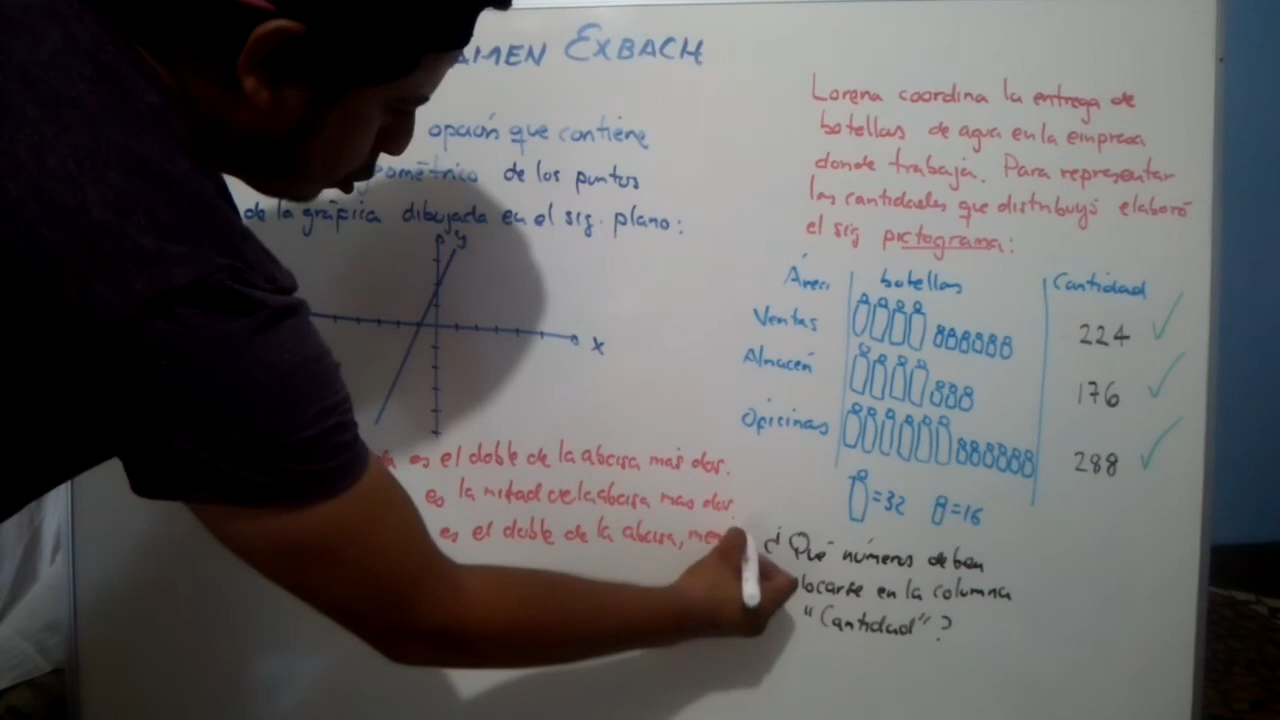 AMEN EXBACH
opción que contiene
geométrico de los puntos
de la gráfica dibujada en el sig. plano:
y
x
es el doble de la abcisa más dos.
es la mitad de la abcisa mas dos.
es el doble de la abcisa, men
Lorena coordina la entrega de
botellas de agua en la empresa
donde trabaja. Para representar
las cantidades que distribuyó elaboró
el sig pictograma:
Área botellas Cantidad
Ventas 224
Almacén 176
Oficinas 288
=32 =16
¿Qué números deben
locarse en la columna
"Cantidad"?